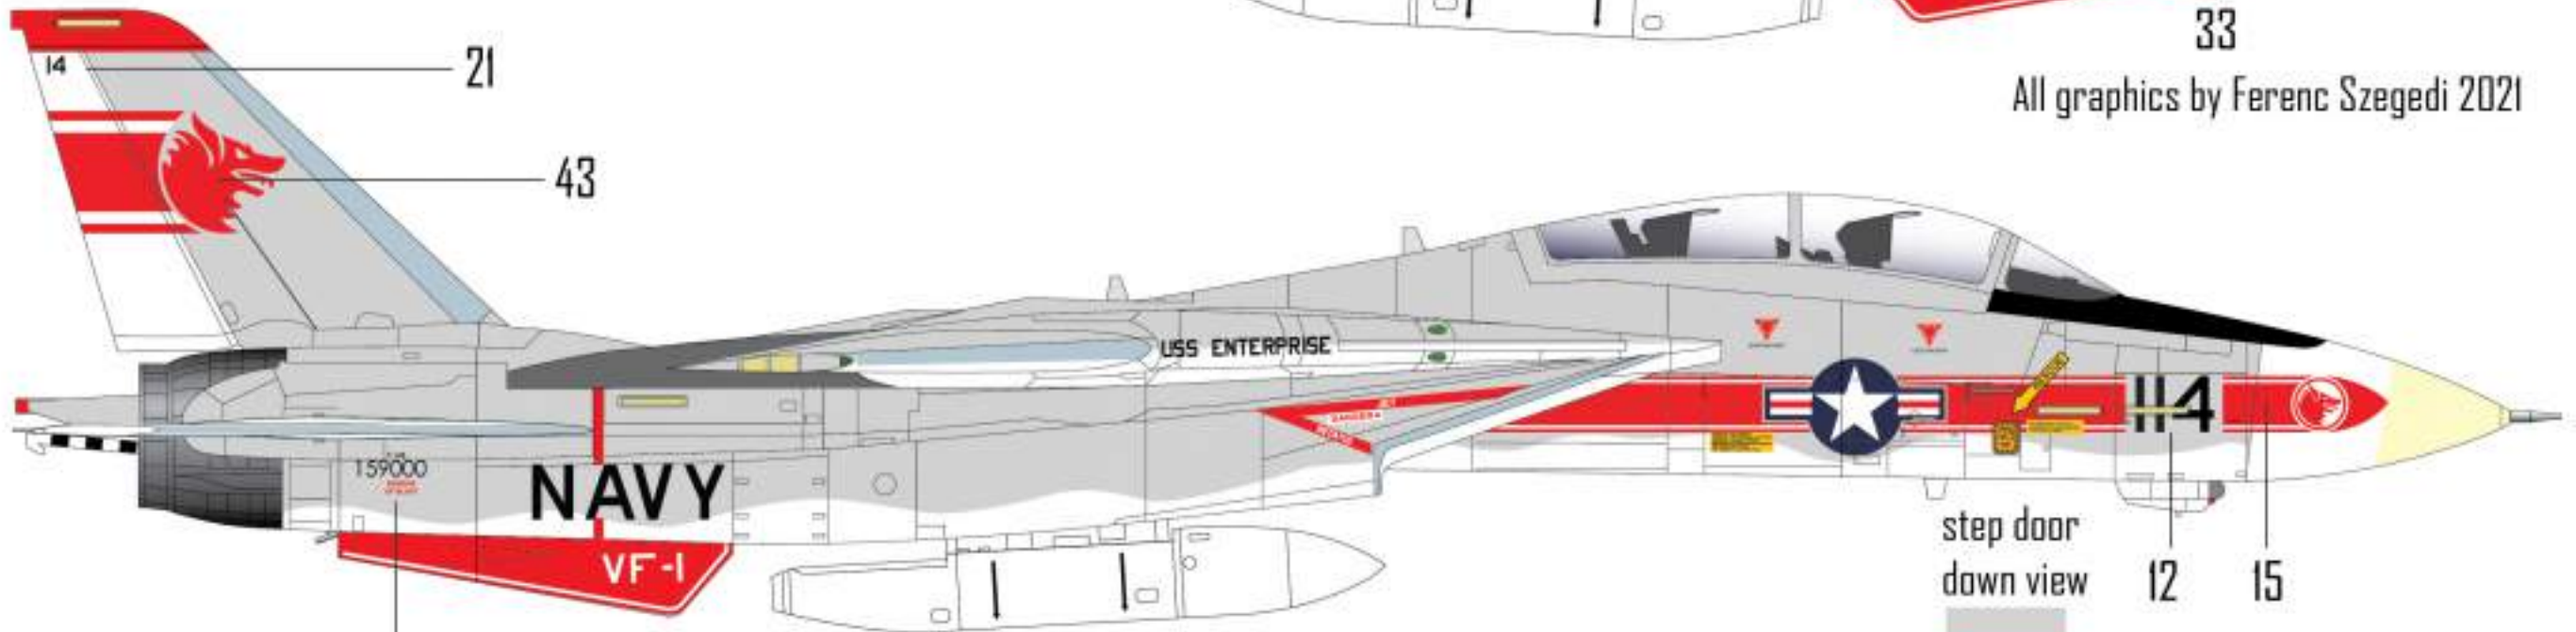 33
All graphics by Ferenc Szegedi 2021
14
21
43
USS ENTERPRISE
114
159000
NAVY
VF-1
step door
down view
12
15